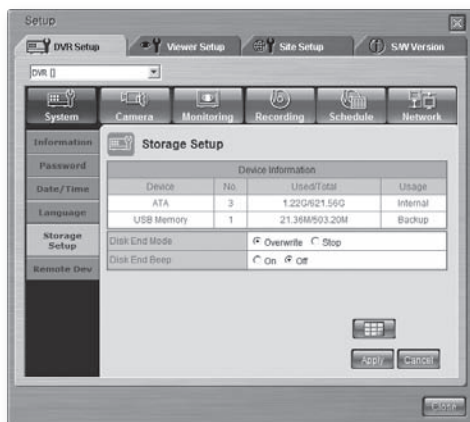 Setup
DVR Setup
Viewer Setup
Site Setup
S/W Version
DVR []
System
Camera
Monitoring
Recording
Schedule
Network
Information
Password
Date/Time
Language
Storage
Setup
Remote Dev
Storage Setup
Device Information
Device No. Used/Total Usage
ATA 3 1.22G/621.56G Internal
USB Memory 1 21.36M/503.20M Backup
Disk End Mode Overwrite Stop
Disk End Beep On Off
Apply Cancel
Close